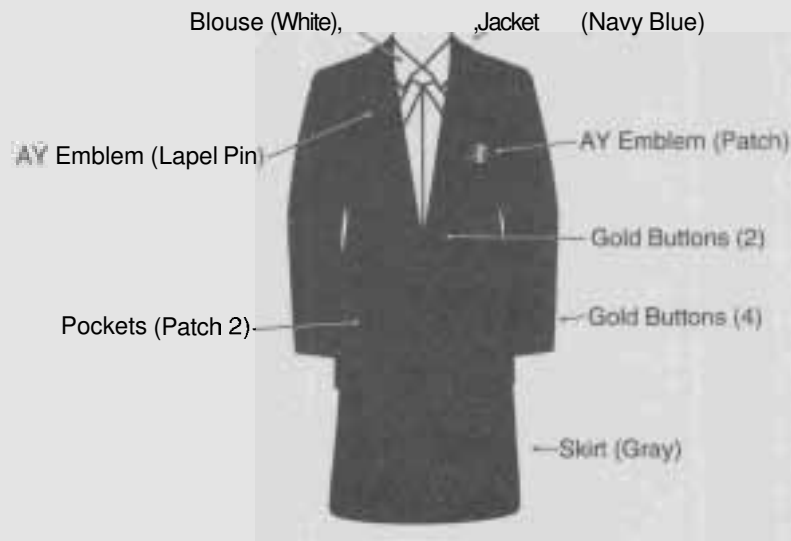 Blouse (White), ,Jacket (Navy Blue)
AY Emblem (Lapel Pin)
AY Emblem (Patch)
Gold Buttons (2)
Pockets (Patch 2)
Gold Buttons (4)
Skirt (Gray)